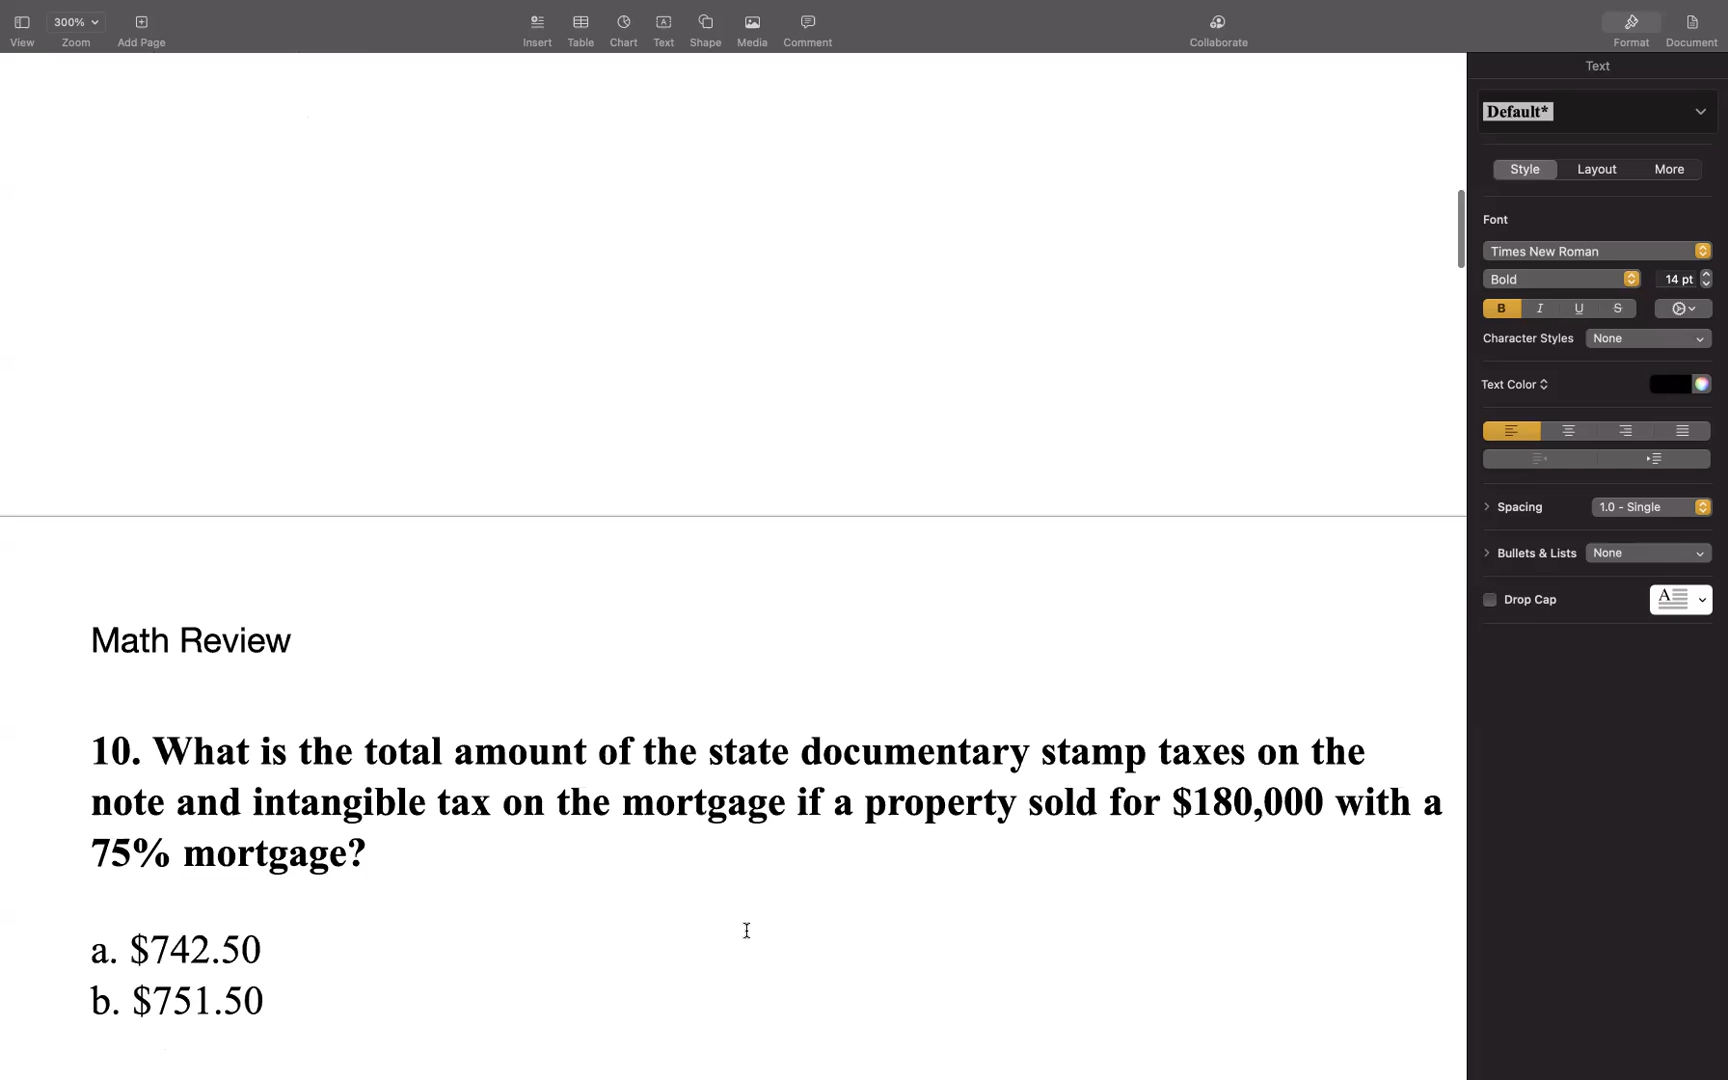 300%
View
Zoom
Add Page
Insert
Table
Chart
Text
Shape
Media
Comment
Collaborate
Format
Document
Text
Default*
Style
Layout
More
Font
Times New Roman
Bold
14 pt
B
I
U
S
Character Styles
None
Text Color
Spacing
1.0 - Single
Bullets & Lists
None
Drop Cap
A
Math Review
10. What is the total amount of the state documentary stamp taxes on the
note and intangible tax on the mortgage if a property sold for $180,000 with a
75% mortgage?
a. $742.50
b. $751.50